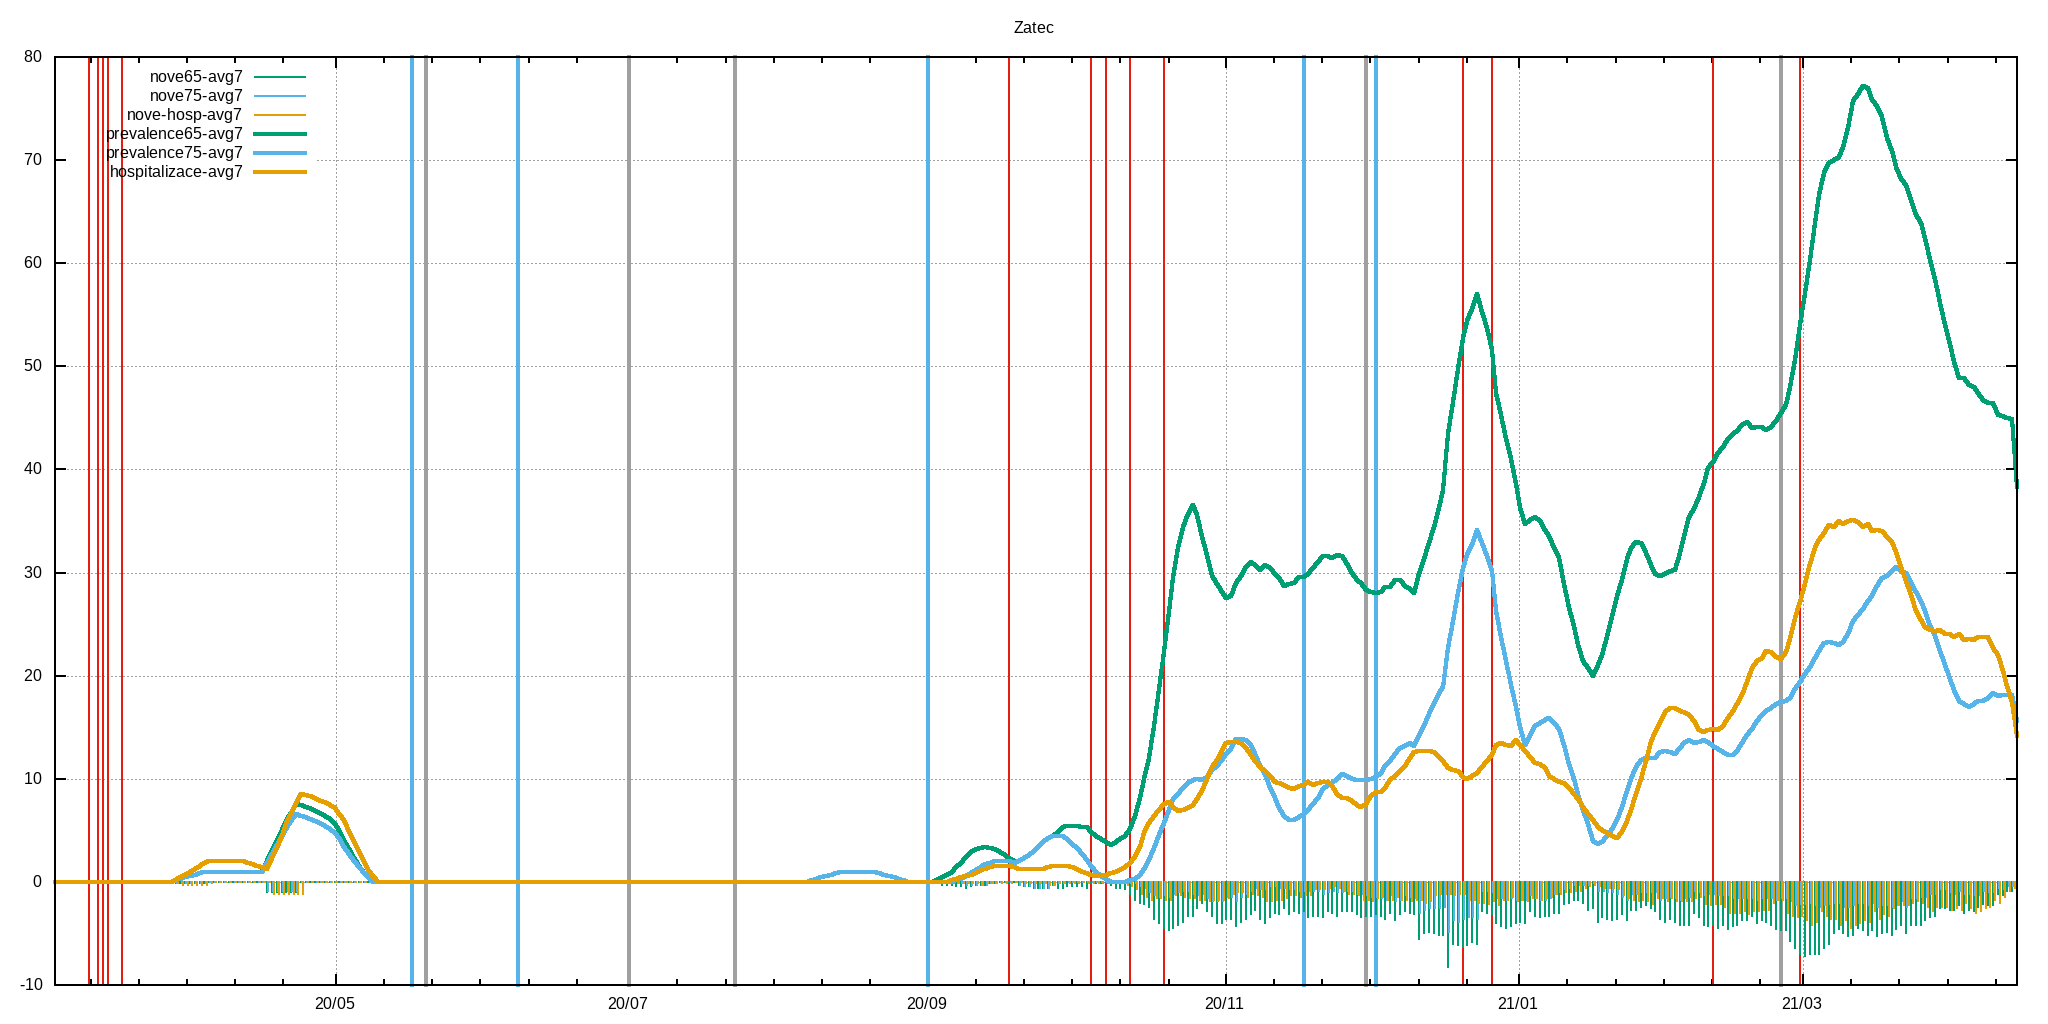 Zatec
80
70
60
50
40
30
20
10
0
-10
nove65-avg7
nove75-avg7
nove-hosp-avg7
prevalence65-avg7
prevalence75-avg7
hospitalizace-avg7
20/05
20/07
20/09
20/11
21/01
21/03